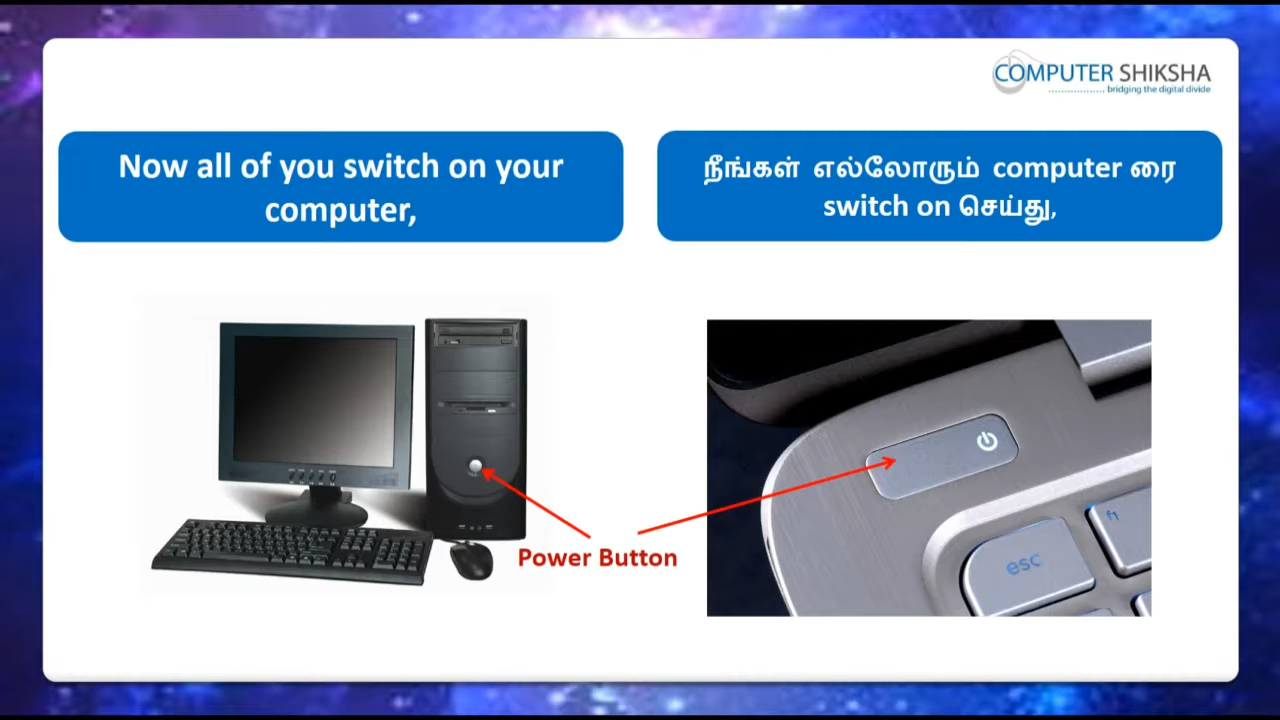 COMPUTER SHIKSHA
bridging the digital divide
Now all of you switch on your
computer,
நீங்கள் எல்லோரும் computer ரை
switch on செய்து,
Power Button
f1
esc